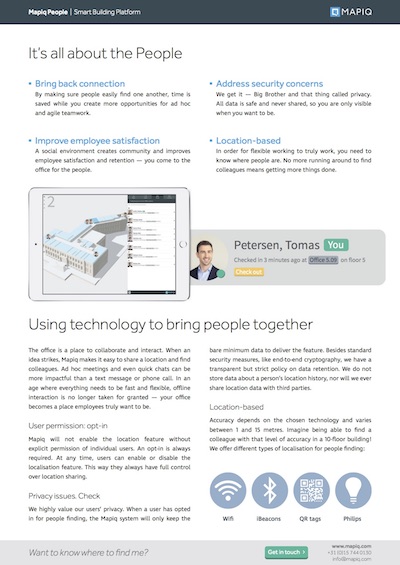 Mapiq People | Smart Building Platform
MAPIQ
It's all about the People
• Bring back connection
By making sure people easily find one another, time is
saved while you create more opportunities for ad hoc
and agile teamwork.
• Address security concerns
We get it — Big Brother and that thing called privacy.
All data is safe and never shared, so you are only visible
when you want to be.
• Improve employee satisfaction
A social environment creates community and improves
employee satisfaction and retention — you come to the
office for the people.
• Location-based
In order for flexible working to truly work, you need to
know where people are. No more running around to find
colleagues means getting more things done.
2
Petersen, Tomas You
Checked in 3 minutes ago at Office 5.09 on floor 5
Check out
Using technology to bring people together
The office is a place to collaborate and interact. When an
idea strikes, Mapiq makes it easy to share a location and find
colleagues. Ad hoc meetings and even quick chats can be
more impactful than a text message or phone call. In an
age where everything needs to be fast and flexible, offline
interaction is no longer taken for granted — your office
becomes a place employees truly want to be.
User permission: opt-in
Mapiq will not enable the location feature without
explicit permission of individual users. An opt-in is always
required. At any time, users can enable or disable the
localisation feature. This way they always have full control
over location sharing.
Privacy issues. Check
We highly value our users' privacy. When a user has opted
in for people finding, the Mapiq system will only keep the
bare minimum data to deliver the feature. Besides standard
security measures, like end-to-end cryptography, we have a
transparent but strict policy on data retention. We do not
store data about a person's location history, nor will we ever
share location data with third parties.
Location-based
Accuracy depends on the chosen technology and varies
between 1 and 15 metres. Imagine being able to find a
colleague with that level of accuracy in a 10-floor building!
We offer different types of localisation for people finding:
Wifi
iBeacons
QR tags
Philips
Want to know where to find me?
Get in touch >
www.mapiq.com
+31 (0)15 744 01 30
info@mapiq.com